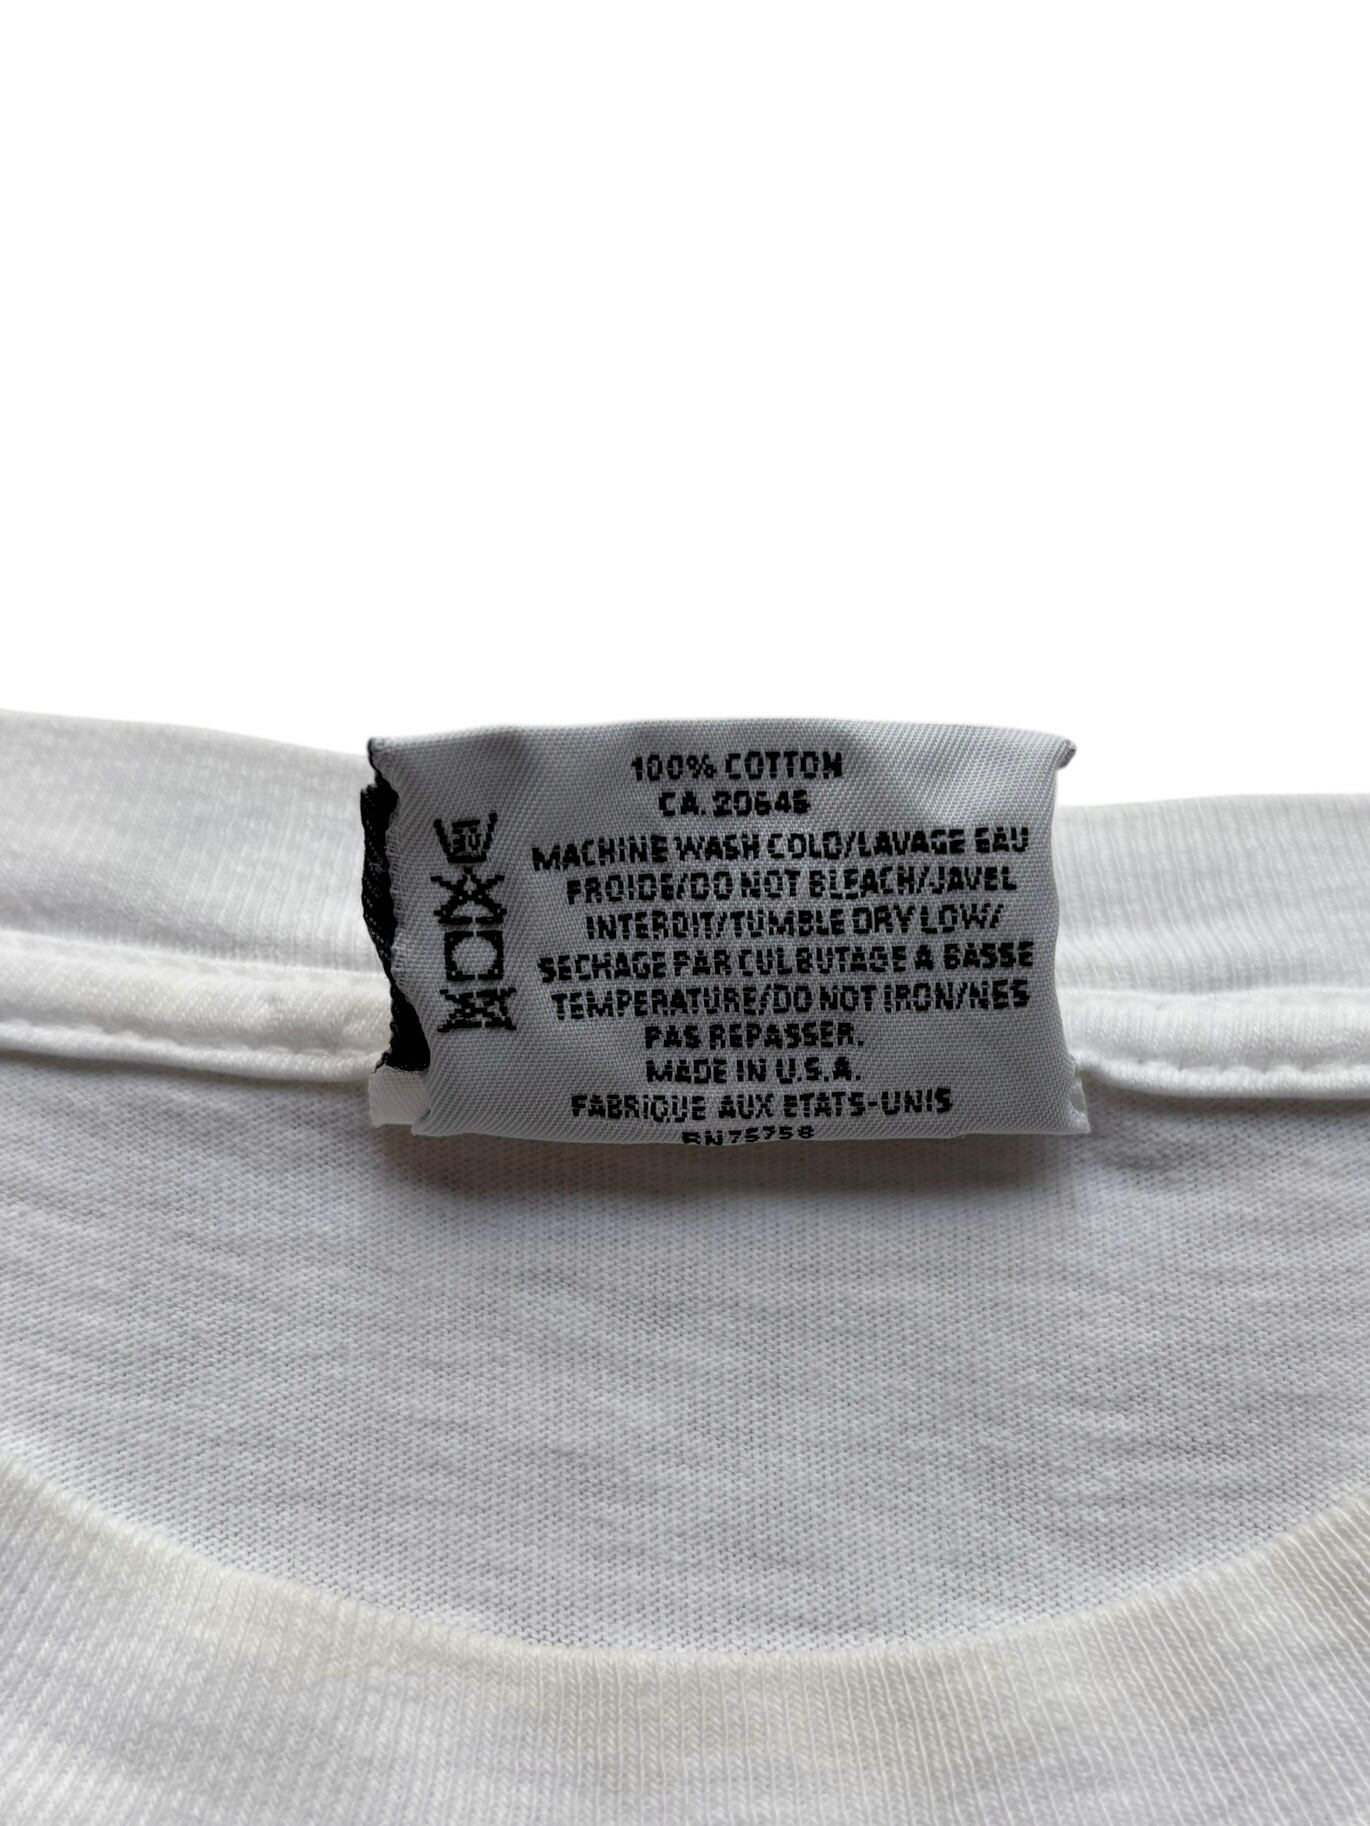 100% COTTON
CA. 20646
MACHINE WASH COLD/LAVAGE EAU
FROIDE/DO NOT BLEACH/JAVEL
INTERDIT/TUMBLE DRY LOW/
SECHAGE PAR CULBUTAGE A BASSE
TEMPERATURE/DO NOT IRON/NES
PAS REPASSER.
MADE IN U.S.A.
FABRIQUE AUX ETATS-UNIS
RN75758